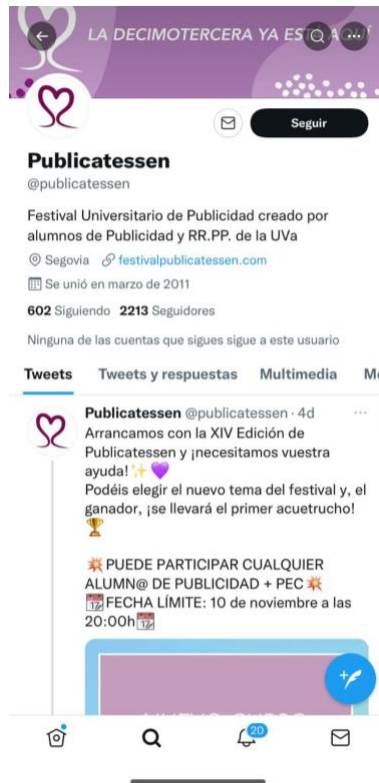 LA DECIMOTERCERA YA ESTÁ AQUÍ
Seguir
Publicatessen
@publicatessen
Festival Universitario de Publicidad creado por
alumnos de Publicidad y RR.PP. de la UVa
Segovia festivalpublicatessen.com
Se unió en marzo de 2011
602 Siguiendo 2213 Seguidores
Ninguna de las cuentas que sigues sigue a este usuario
Tweets Tweets y respuestas Multimedia M
Publicatessen @publicatessen · 4d
Arrancamos con la XIV Edición de
Publicatessen y ¡necesitamos vuestra
ayuda!✨💜
Podéis elegir el nuevo tema del festival y, el
ganador, ¡se llevará el primer acuetrucho!
🏆
💥PUEDE PARTICIPAR CUALQUIER
ALUMN@ DE PUBLICIDAD + PEC💥
📆FECHA LÍMITE: 10 de noviembre a las
20:00h📆
20